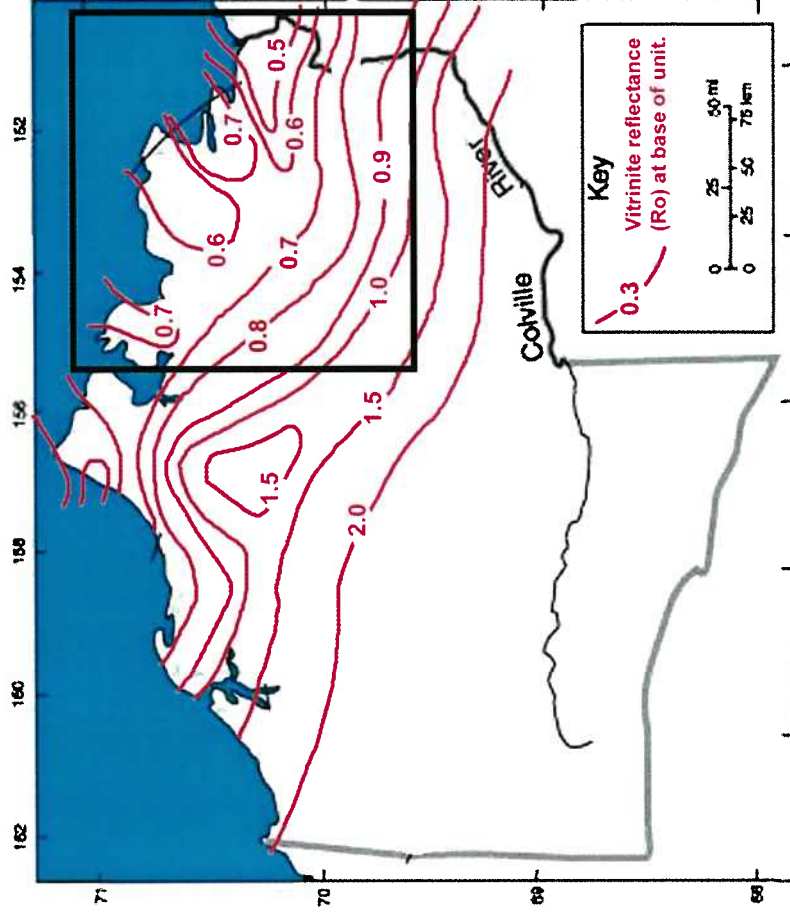 162 160 158 156 154 152
71
70
69
68
0.5
0.7
0.6
0.6
0.9
0.7
0.7
0.8
1.0
1.5
1.5
2.0
Colville
River
Key
0.3
Vitrinite reflectance
(Ro) at base of unit.
0 25 50 mi
0 25 50 75 km